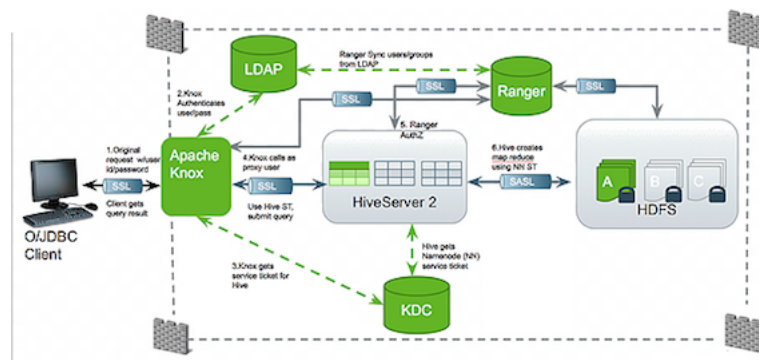 LDAP
Ranger Sync users/groups
from LDAP
SSL
SSL
SSL
Ranger
2.Knox
Authenticates
use/pass
5. Ranger
AuthZ
1.Original
request w/user
id/password
SSL
Client gets
query result
O/JDBC
Client
Apache
Knox
4.Knox calls as
proxy user
SSL
Use Hive ST,
submit query
HiveServer 2
6.Hive creates
map reduce
using NN ST
SASL
A
B
C
HDFS
3.Knox gets
service ticket for
Hive
Hive gets
Namenode (NN)
service ticket
KDC